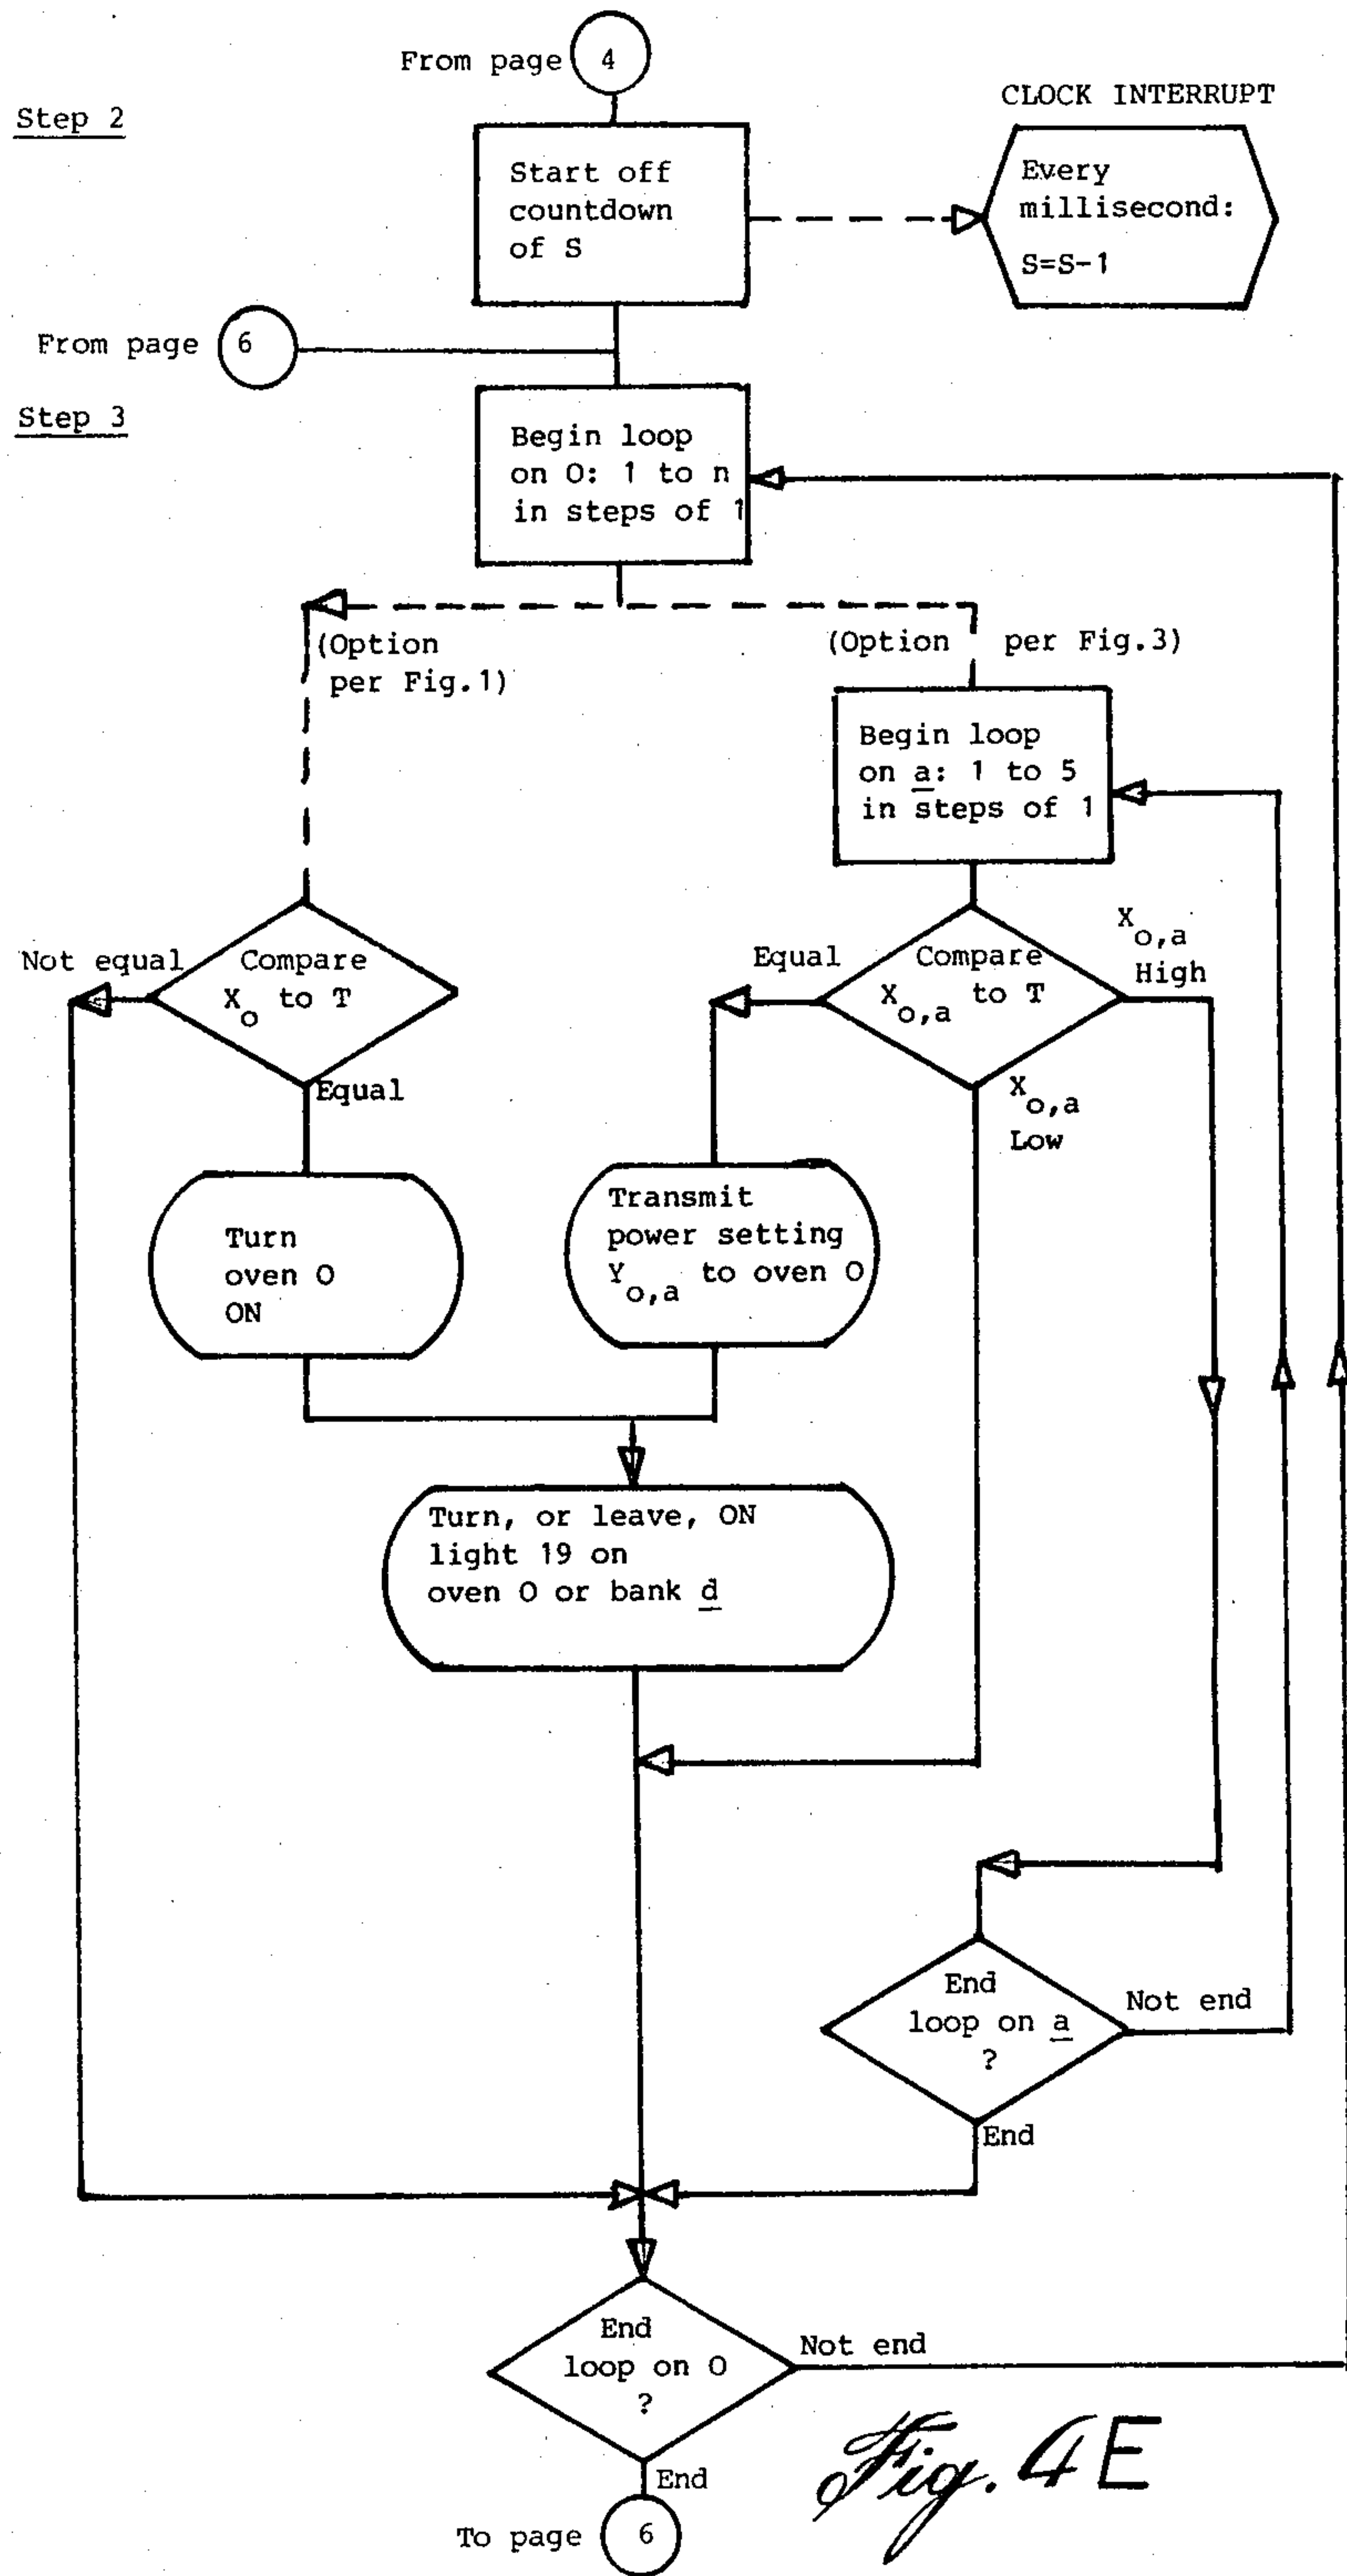 From page 4
Step 2
CLOCK INTERRUPT
Start off
countdown
of S
Every
millisecond:
S=S-1
From page 6
Step 3
Begin loop
on O: 1 to n
in steps of 1
(Option
per Fig.1)
(Option per Fig.3)
Begin loop
on a: 1 to 5
in steps of 1
Not equal
Compare
Xo to T
Equal
Equal
Compare
Xo,a to T
Xo,a
High
Xo,a
Low
Turn
oven O
ON
Transmit
power setting
Yo,a to oven O
Turn, or leave, ON
light 19 on
oven O or bank d
End
loop on a
?
Not end
End
End
loop on O
?
Not end
End
To page 6
Fig. 4E